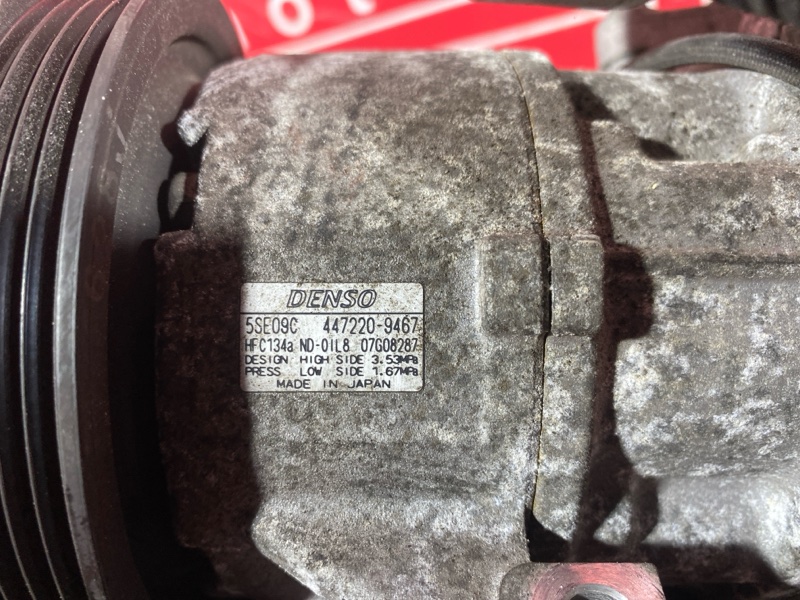 DENSO
5SE09C 447220-9467
HFC134a ND-OIL8 07G08287
DESIGN HIGH SIDE 3.53MPa
PRESS LOW SIDE 1.67MPa
MADE IN JAPAN